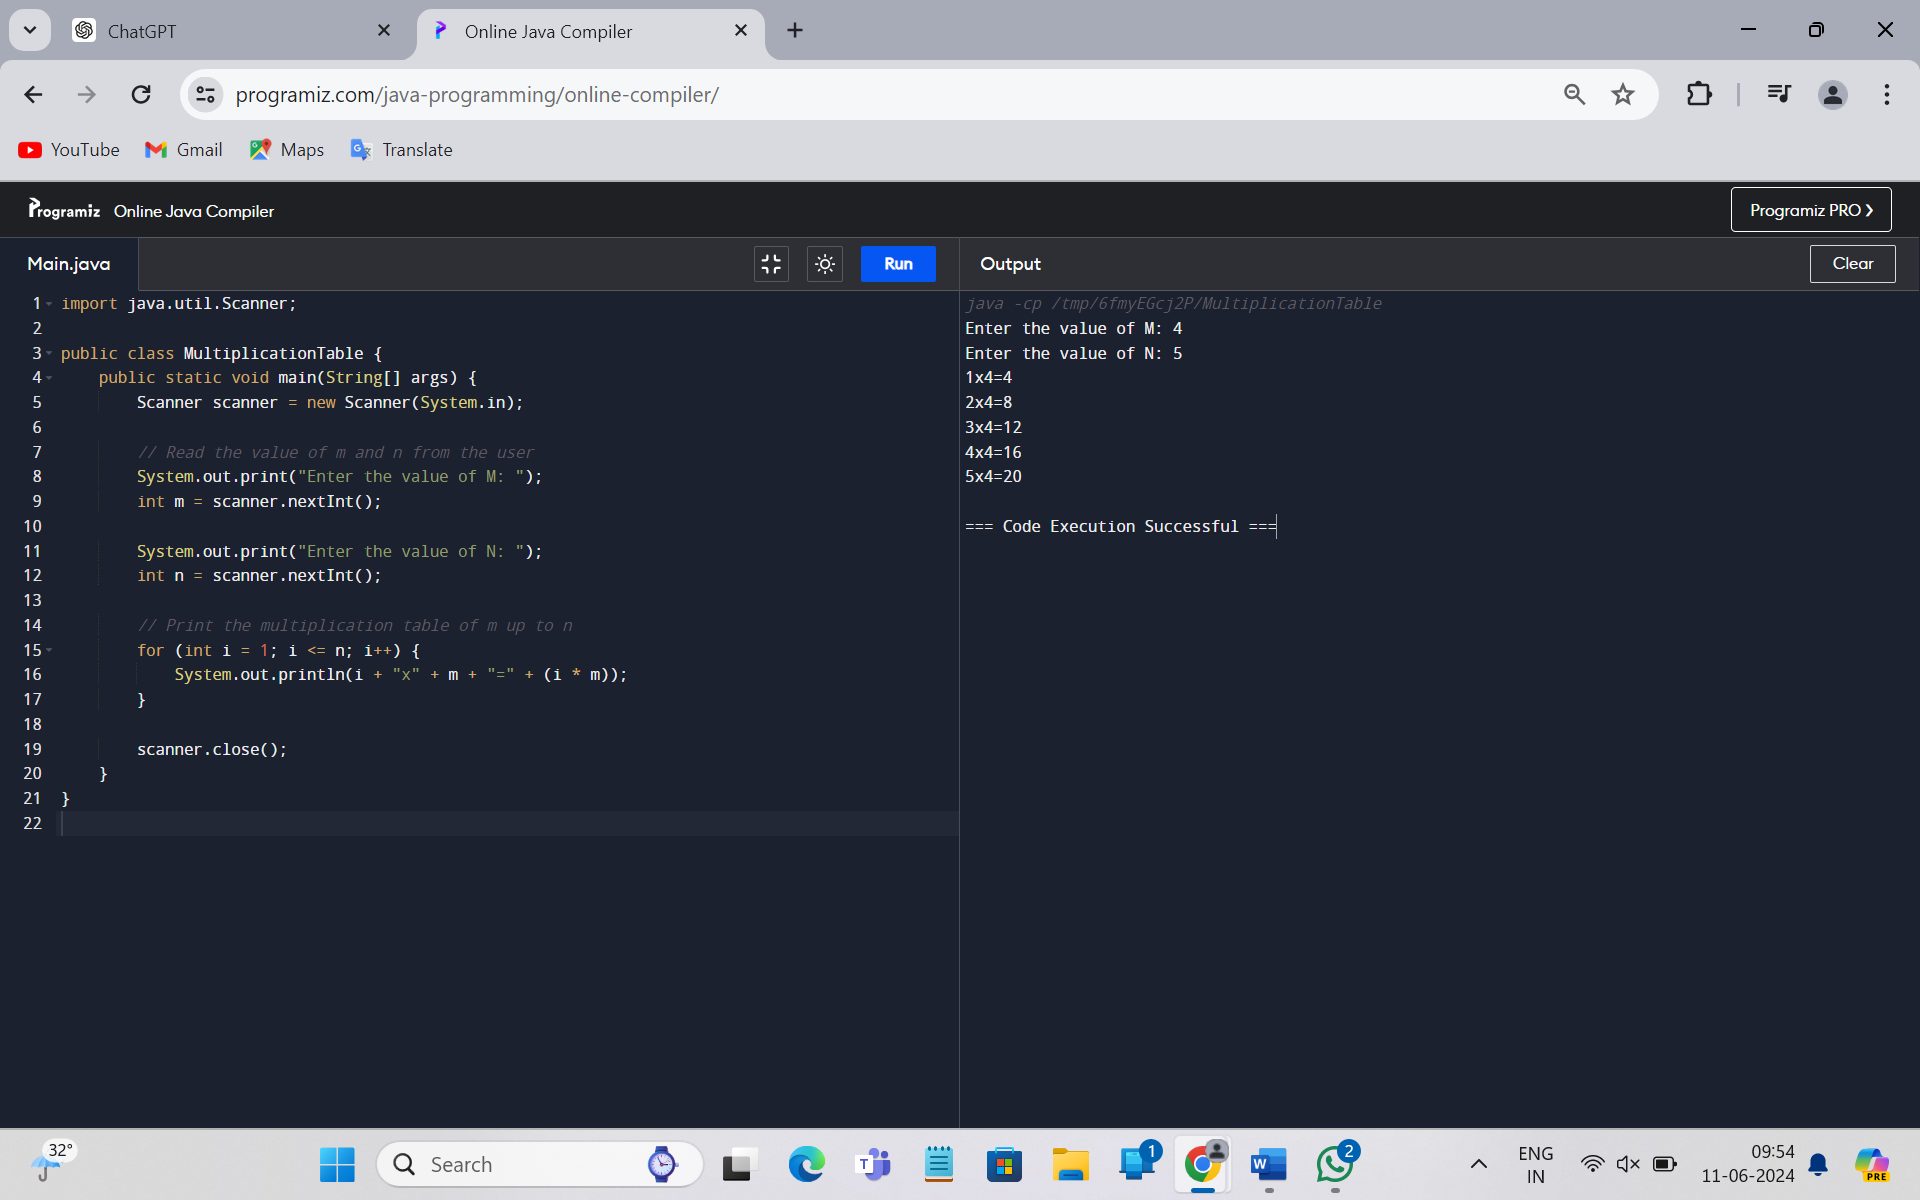 ChatGPT
Online Java Compiler
programiz.com/java-programming/online-compiler/
YouTube Gmail Maps Translate
Programiz Online Java Compiler
Programiz PRO ❯
Main.java
Run
Output
Clear
1 import java.util.Scanner;
2
3 public class MultiplicationTable {
4 public static void main(String[] args) {
5 Scanner scanner = new Scanner(System.in);
6
7 // Read the value of m and n from the user
8 System.out.print("Enter the value of M: ");
9 int m = scanner.nextInt();
10
11 System.out.print("Enter the value of N: ");
12 int n = scanner.nextInt();
13
14 // Print the multiplication table of m up to n
15 for (int i = 1; i <= n; i++) {
16 System.out.println(i + "x" + m + "=" + (i * m));
17 }
18
19 scanner.close();
20 }
21 }
22
java -cp /tmp/6fmyEGcj2P/MultiplicationTable
Enter the value of M: 4
Enter the value of N: 5
1x4=4
2x4=8
3x4=12
4x4=16
5x4=20
=== Code Execution Successful ===
32°
Search
T
1
W
2
ENG
IN
09:54
11-06-2024
PRE